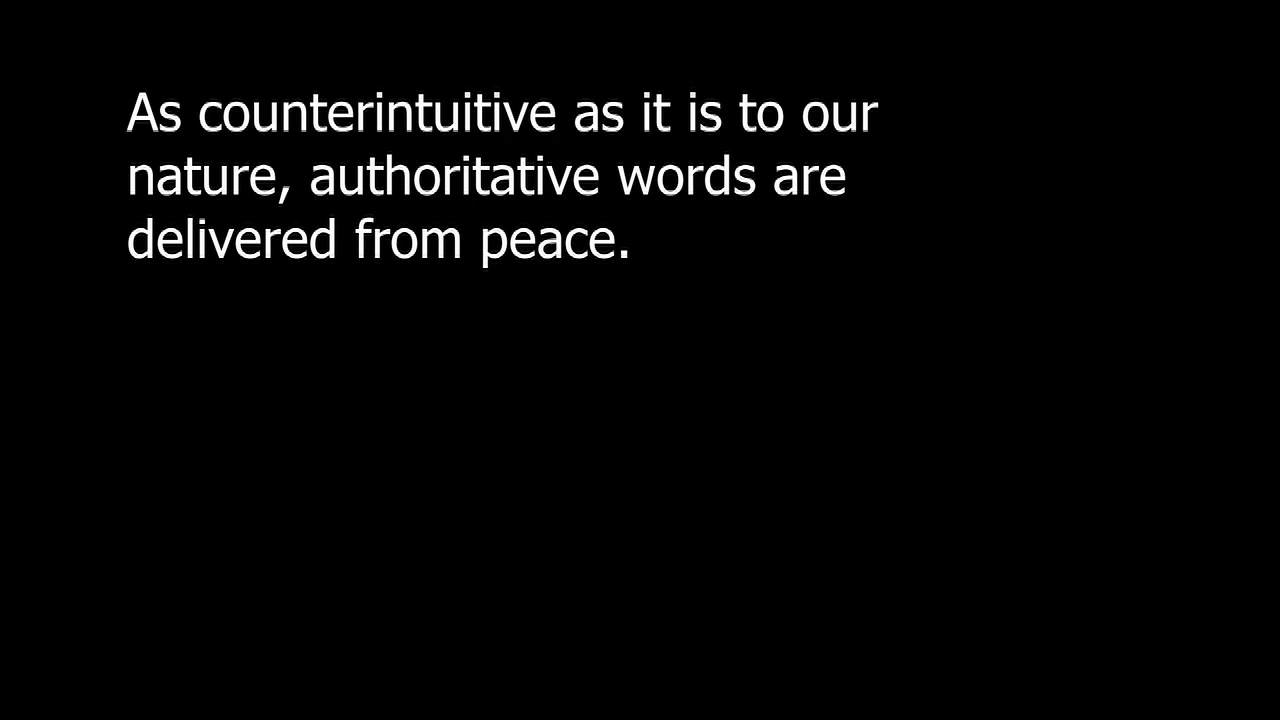 As counterintuitive as it is to our
nature, authoritative words are
delivered from peace.